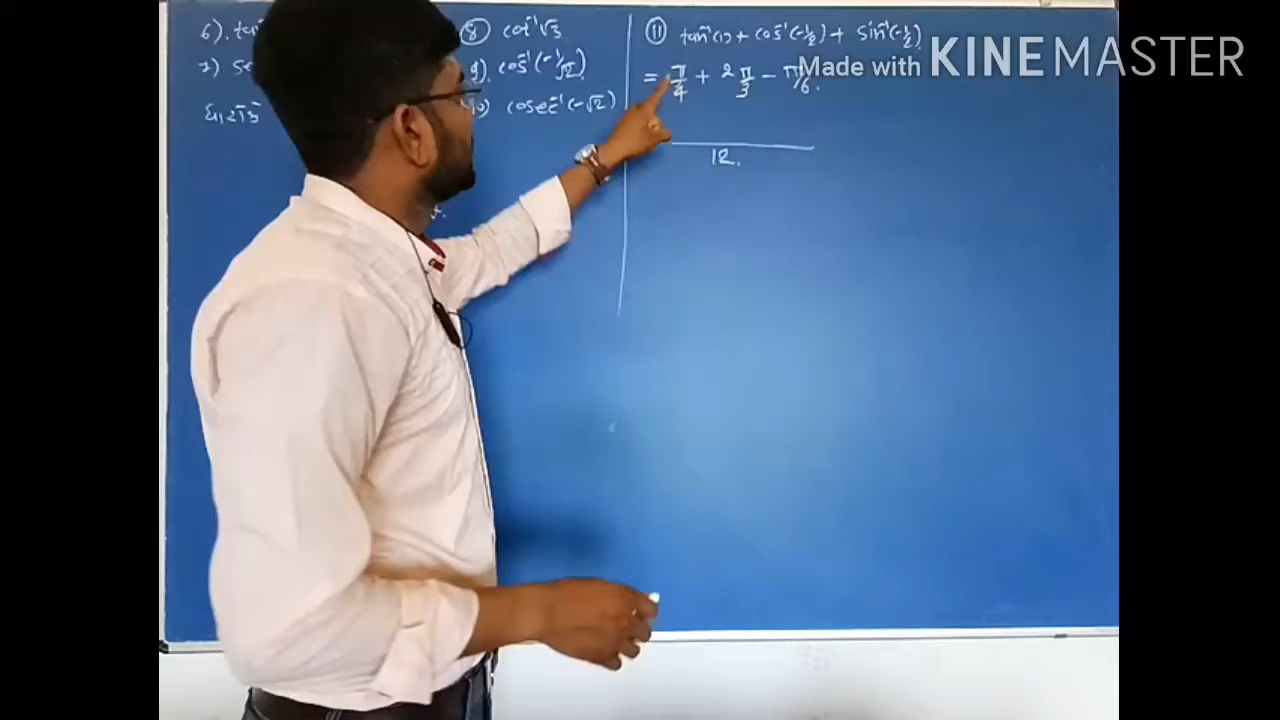 6). tan
7). se
8) cot⁻¹√3
9). cos⁻¹(-1/√2)
10) cosec⁻¹(-√2)
11) tan⁻¹(1) + cos⁻¹(-1/2) + sin⁻¹(-1/2)
= π/4 + 2π/3 - π/6.
12.
Made with KINEMASTER